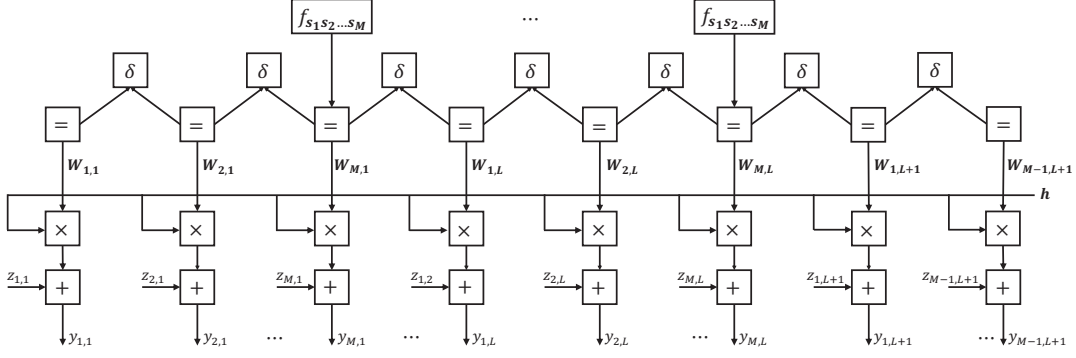 f_{s_1 s_2 … s_M} … f_{s_1 s_2 … s_M}
δ δ δ δ δ δ δ
= = = = = = = =
W_{1,1} W_{2,1} W_{M,1} W_{1,L} W_{2,L} W_{M,L} W_{1,L+1} W_{M−1,L+1}
h
× × × × × × × ×
z_{1,1} + z_{2,1} + z_{M,1} + z_{1,2} + z_{2,L} + z_{M,L} + z_{1,L+1} + z_{M−1,L+1} +
y_{1,1} y_{2,1} … y_{M,1} … y_{1,L} y_{2,L} … y_{M,L} y_{1,L+1} … y_{M−1,L+1}